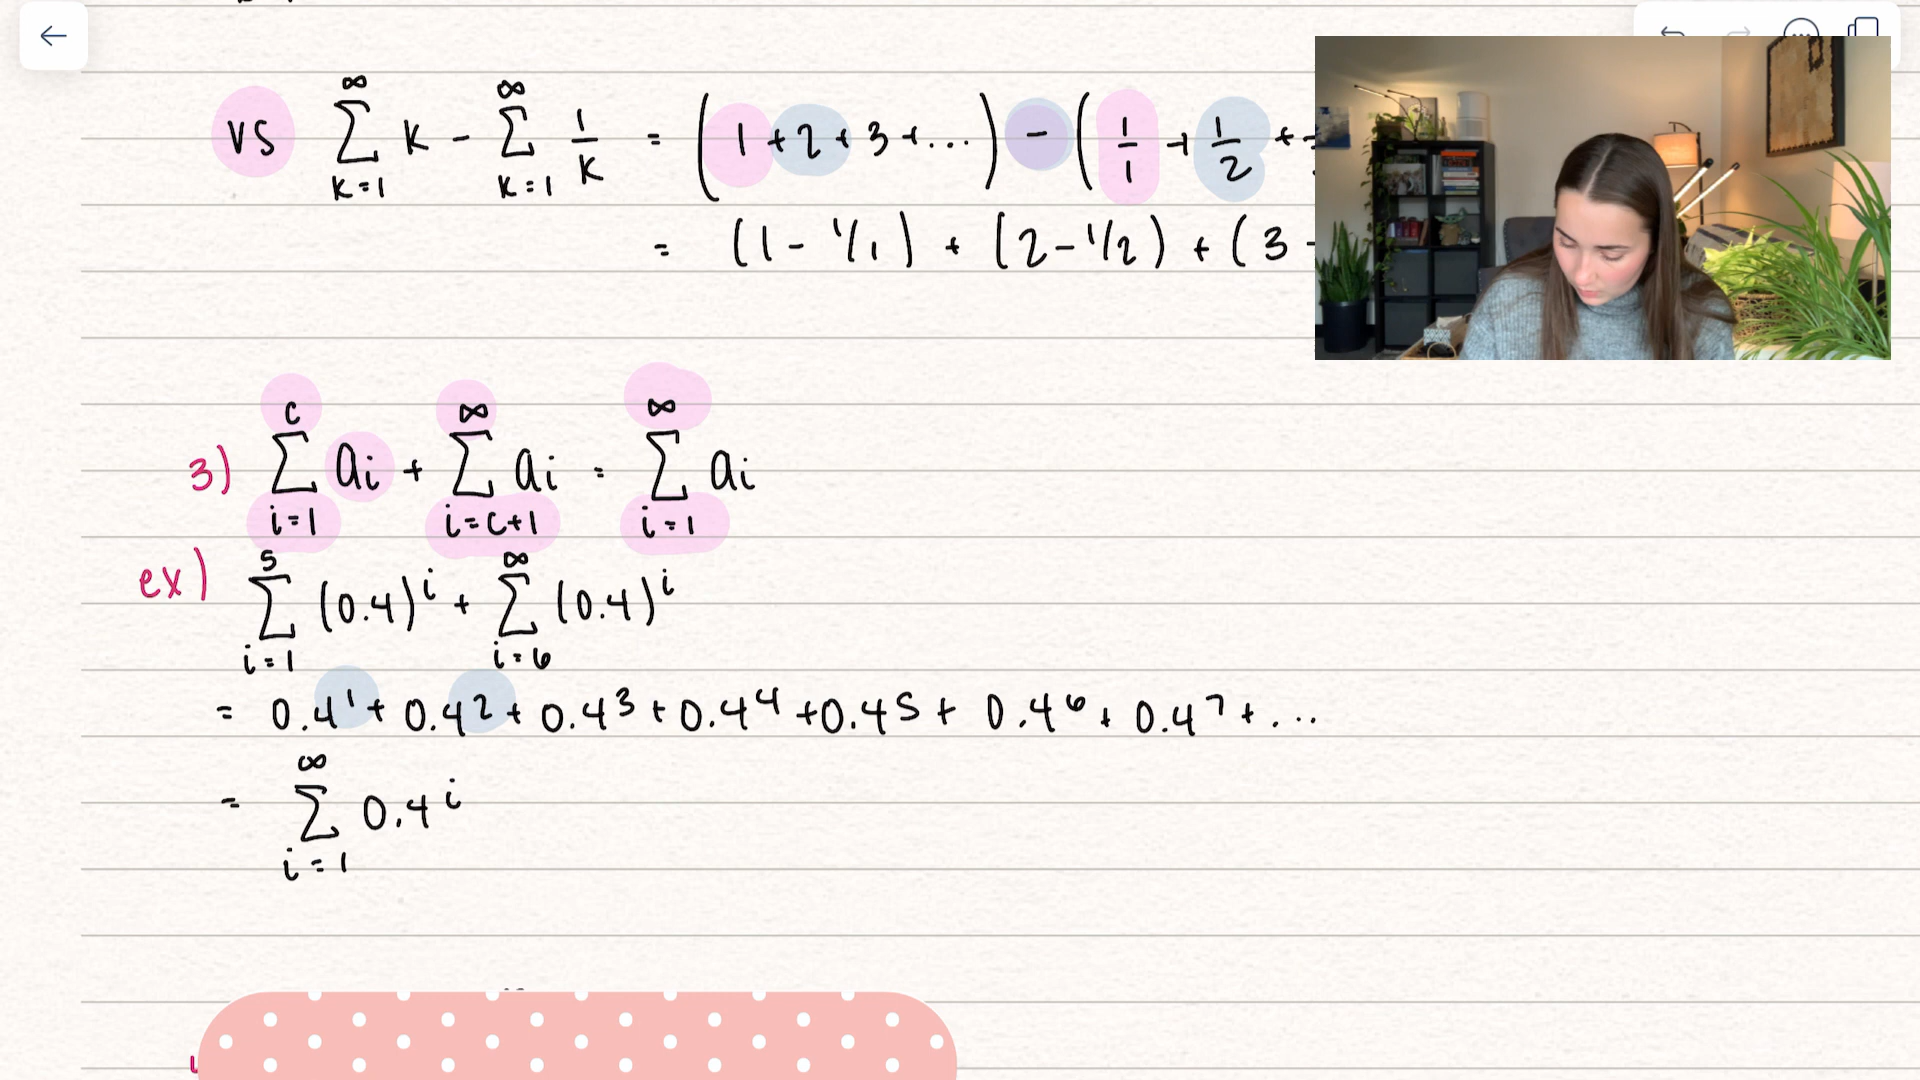 vs ∞ Σ k=1 k - ∞ Σ k=1 1/k = (1+2+3+...) - (1/1 + 1/2 +
= (1 - 1/1) + (2 - 1/2) + (3 -
3) c Σ i=1 ai + ∞ Σ i=c+1 ai = ∞ Σ i=1 ai
ex) 5 Σ i=1 (0.4)^i + ∞ Σ i=6 (0.4)^i
= 0.4^1 + 0.4^2 + 0.4^3 + 0.4^4 + 0.4^5 + 0.4^6 + 0.4^7 + ...
= ∞ Σ i=1 0.4^i